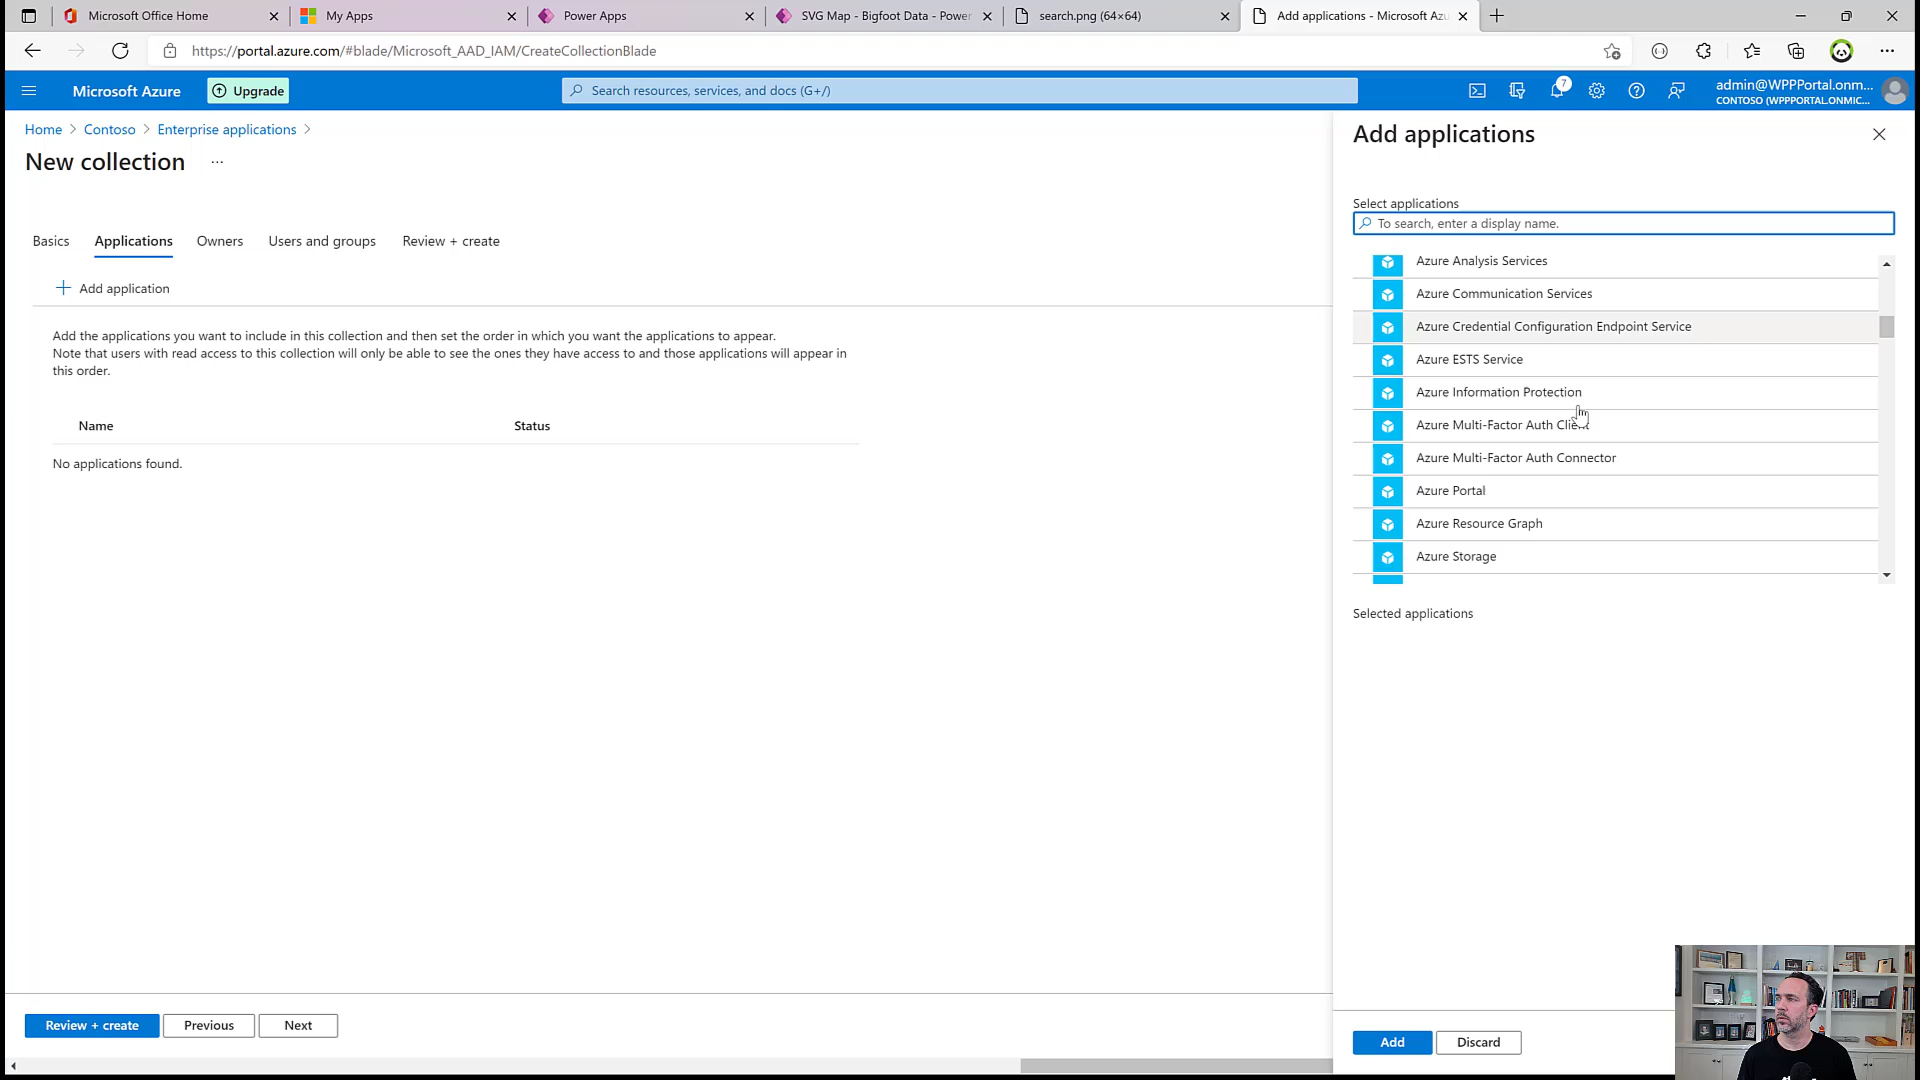 Microsoft Office Home
My Apps
Power Apps
SVG Map - Bigfoot Data - Power
search.png (64×64)
Add applications - Microsoft Azu
https://portal.azure.com/#blade/Microsoft_AAD_IAM/CreateCollectionBlade
Microsoft Azure
Upgrade
Search resources, services, and docs (G+/)
7
admin@WPPPortal.onm...
CONTOSO (WPPPORTAL.ONMIC...
Home > Contoso > Enterprise applications >
New collection ...
Basics
Applications
Owners
Users and groups
Review + create
Add application
Add the applications you want to include in this collection and then set the order in which you want the applications to appear.
Note that users with read access to this collection will only be able to see the ones they have access to and those applications will appear in
this order.
Name
Status
No applications found.
Review + create
Previous
Next
Add applications
Select applications
To search, enter a display name.
Azure Analysis Services
Azure Communication Services
Azure Credential Configuration Endpoint Service
Azure ESTS Service
Azure Information Protection
Azure Multi-Factor Auth Client
Azure Multi-Factor Auth Connector
Azure Portal
Azure Resource Graph
Azure Storage
Selected applications
Add
Discard